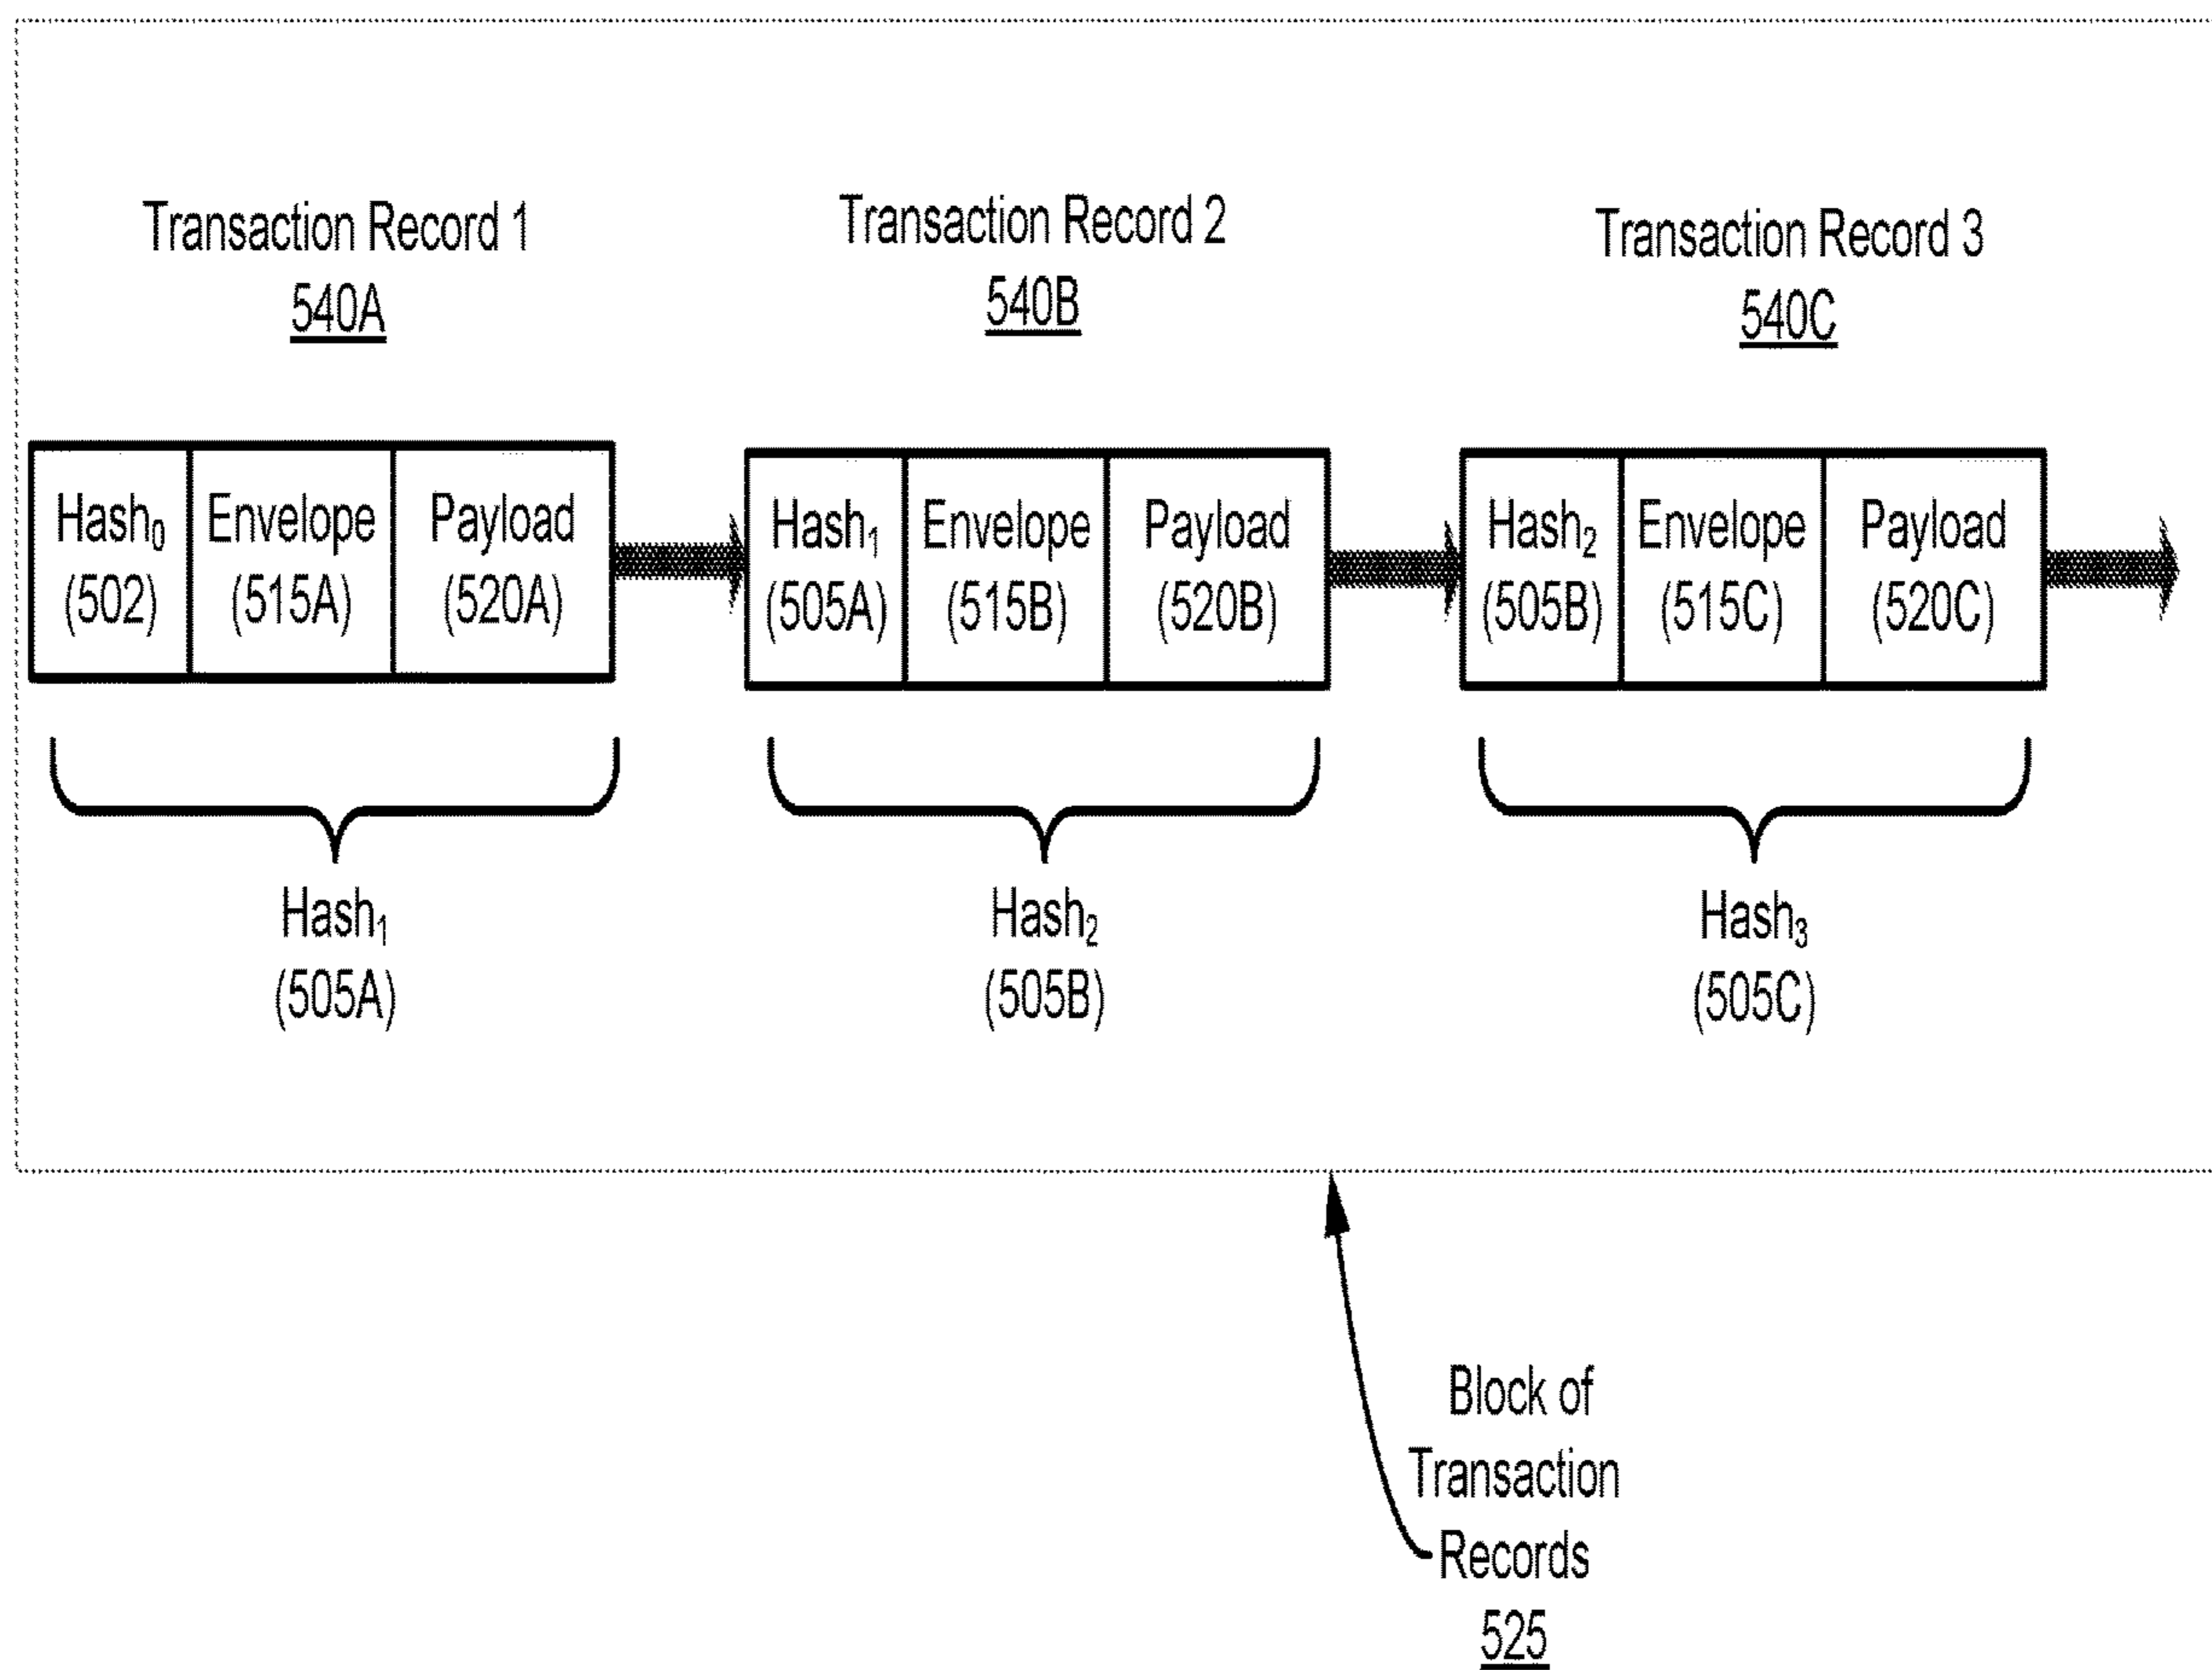 Transaction Record 1
540A
Transaction Record 2
540B
Transaction Record 3
540C
Hash₀
(502)
Envelope
(515A)
Payload
(520A)
Hash₁
(505A)
Envelope
(515B)
Payload
(520B)
Hash₂
(505B)
Envelope
(515C)
Payload
(520C)
Hash₁
(505A)
Hash₂
(505B)
Hash₃
(505C)
Block of
Transaction
Records
525